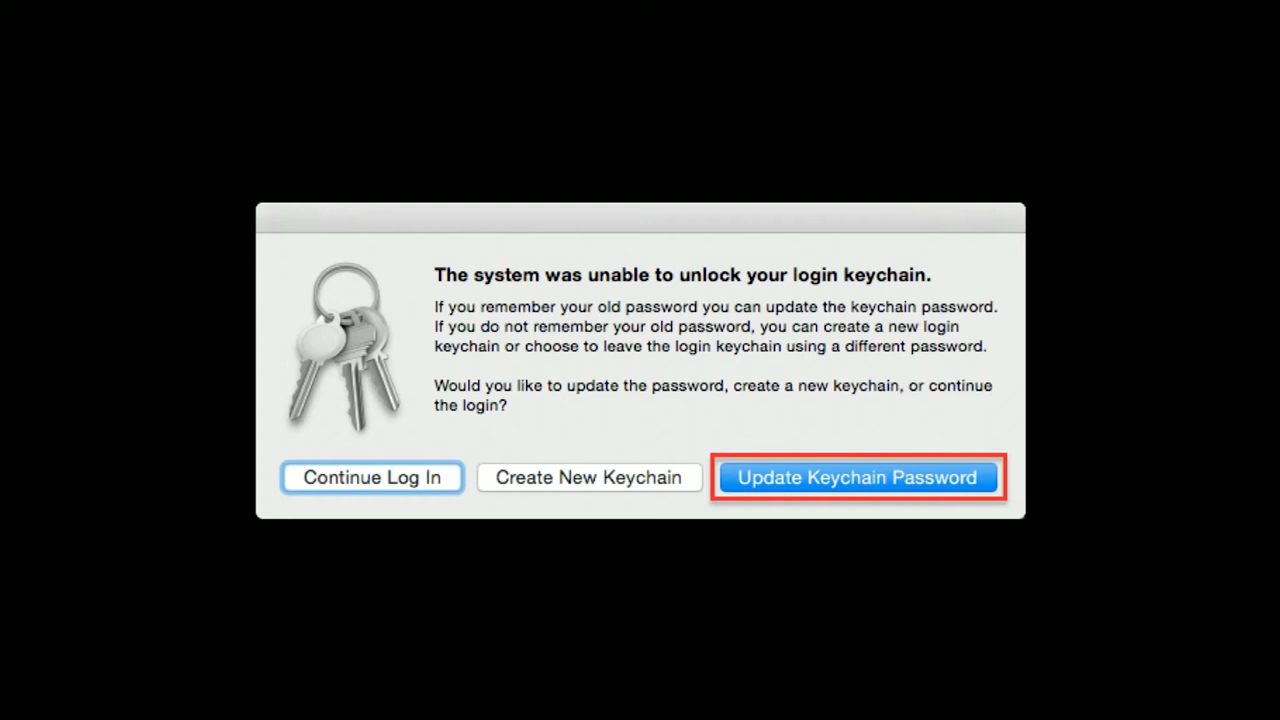 The system was unable to unlock your login keychain.
If you remember your old password you can update the keychain password.
If you do not remember your old password, you can create a new login
keychain or choose to leave the login keychain using a different password.
Would you like to update the password, create a new keychain, or continue
the login?
Continue Log In
Create New Keychain
Update Keychain Password